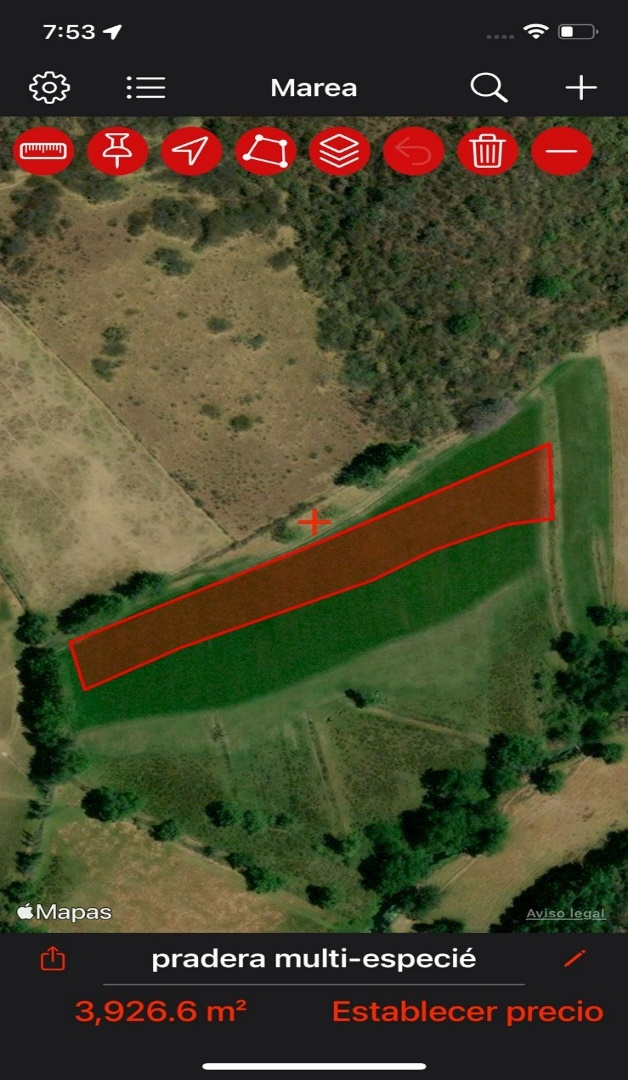 7:53
Marea
Mapas
Aviso legal
pradera multi-especié
3,926.6 m²
Establecer precio